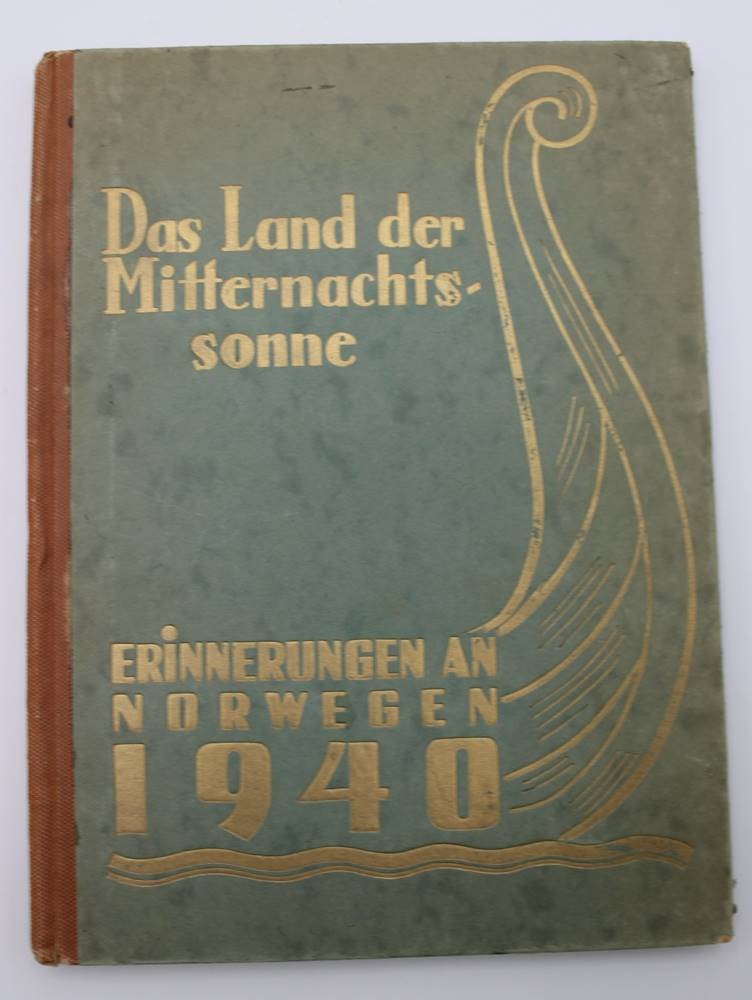 Das Land der
Mitternachts-
sonne
ERiNNERUNGEN AN
NORWEGEN
1940